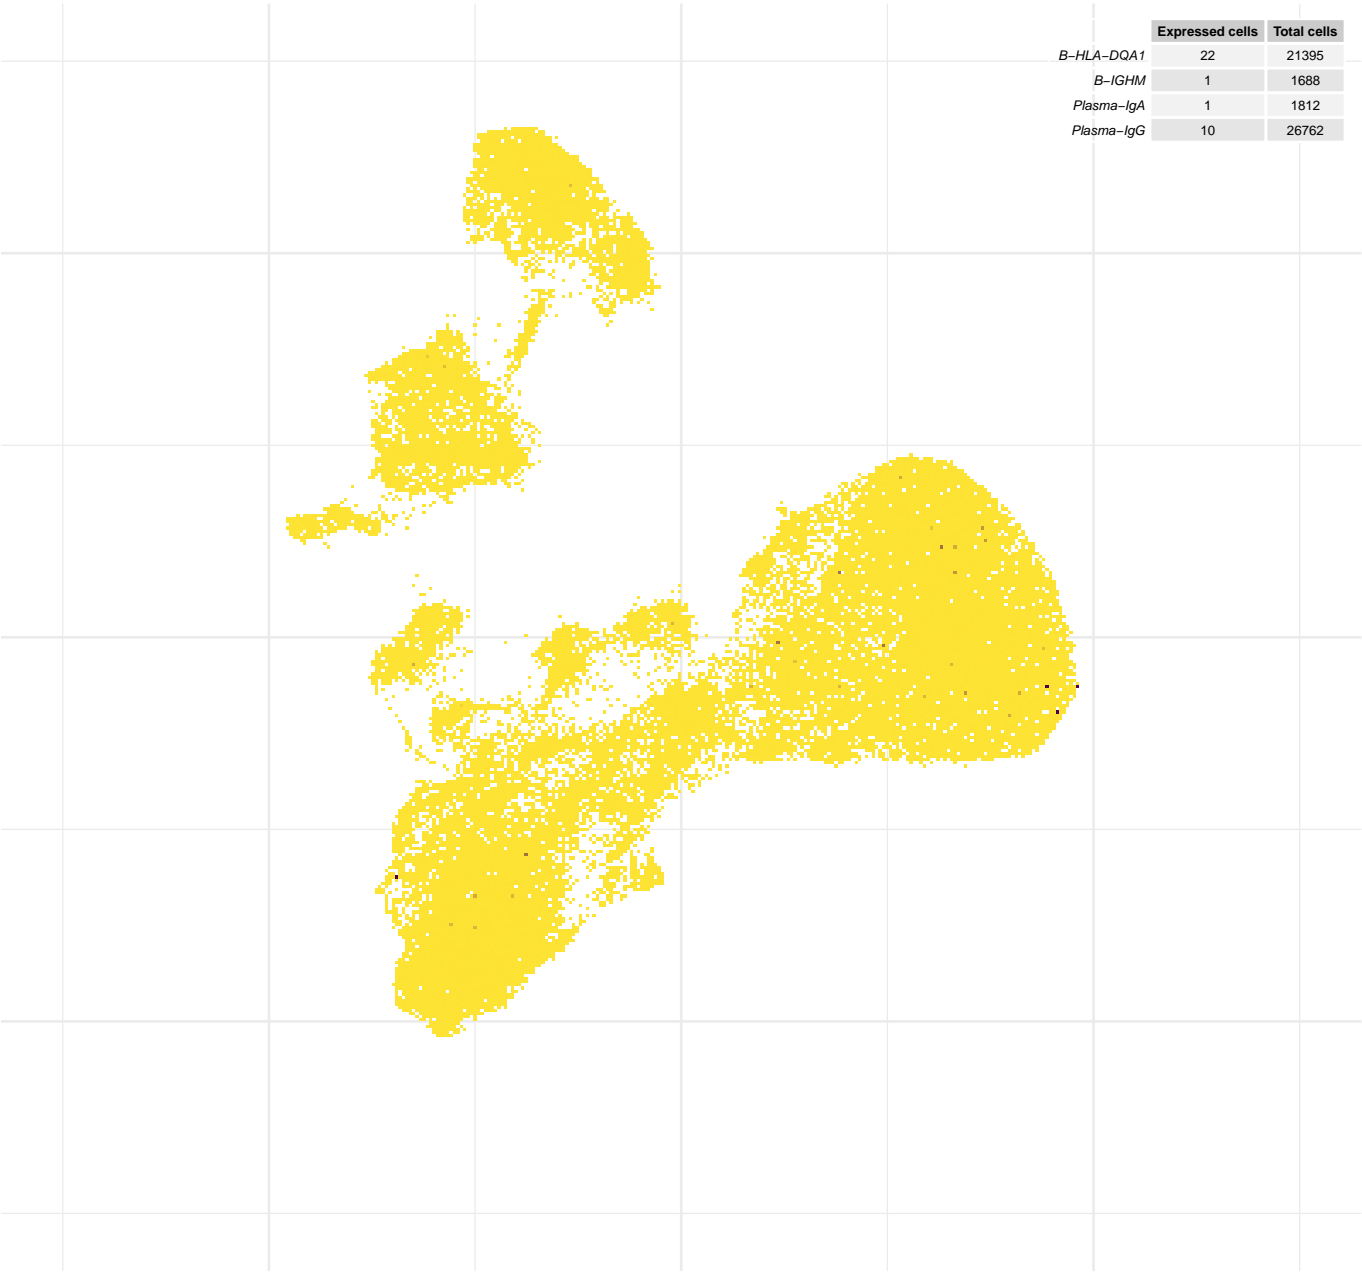 Expressed cells Total cells
B−HLA−DQA1 22 21395
B−IGHM 1 1688
Plasma−IgA 1 1812
Plasma−IgG 10 26762